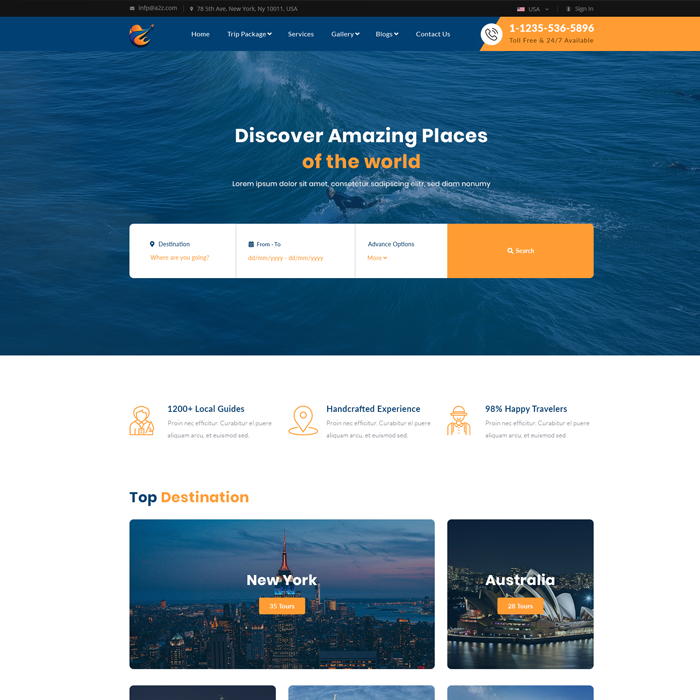 infp@a2z.com
78 5th Ave, New York, Ny 10011, USA
USA
Sign In
Home
Trip Package
Services
Gallery
Blogs
Contact Us
1-1235-536-5896
Toll Free & 24/7 Available
Discover Amazing Places
of the world
Lorem ipsum dolor sit amet, consetetur sadipscing elitr, sed diam nonumy
Destination
Where are you going?
From - To
dd/mm/yyyy - dd/mm/yyyy
Advance Options
More
Search
1200+ Local Guides
Proin nec efficitur. Curabitur el puere
aliquam arcu, et euismod sed.
Handcrafted Experience
Proin nec efficitur. Curabitur el puere
aliquam arcu, et euismod sed.
98% Happy Travelers
Proin nec efficitur. Curabitur el puere
aliquam arcu, et euismod sed.
Top Destination
New York
35 Tours
Australia
28 Tours